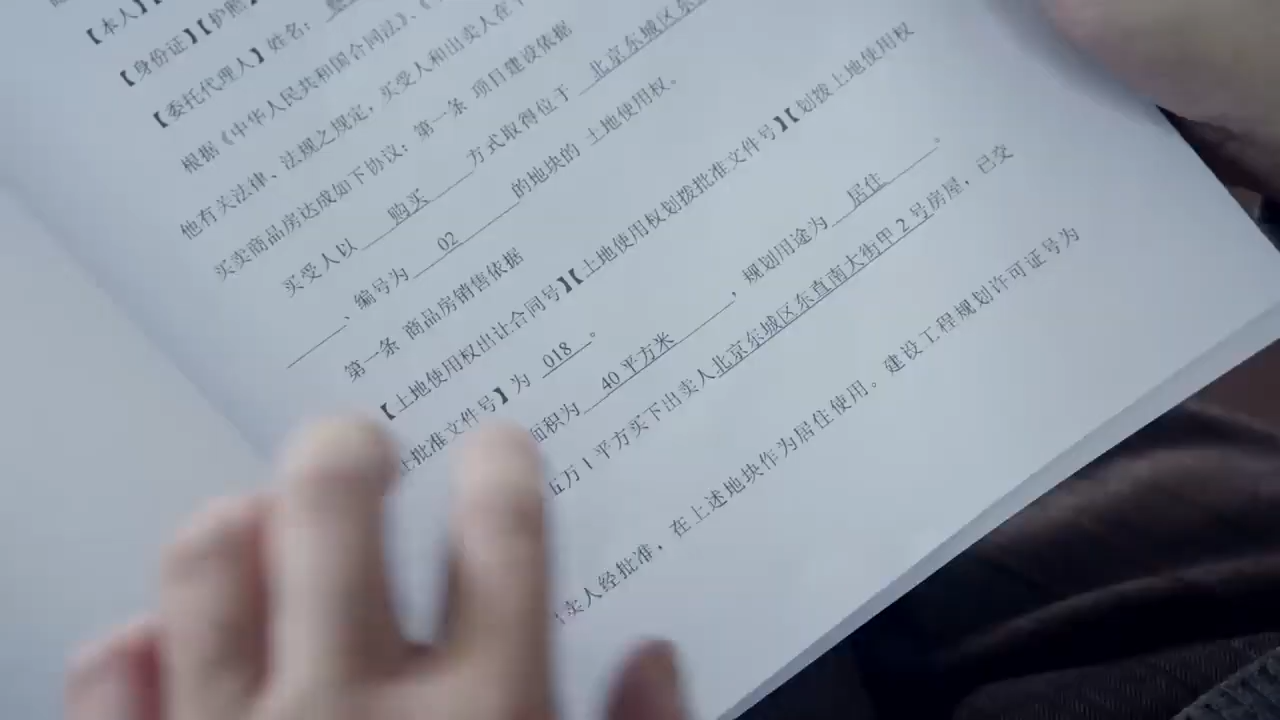 【本人】
【身份证】【护照】
【委托代理人】姓名：
根据《中华人民共和国合同法》、《
他有关法律、法规之规定，买受人和出卖人在
买卖商品房达成如下协议：第一条 项目建设依据
买受人以 购买 方式取得位于 北京东城区东
、编号为 02 的地块的 土地使用权。
第一条 商品房销售依据
【土地使用权出让合同号】【土地使用权划拨批准文件号】【划拨土地使用权
让批准文件号】为 018 。
面积为 40 平方米 ，规划用途为 居住 。
五万 1 平方买下出卖人北京东城区东直南大街甲 2 号房屋，已交
卖人经批准，在上述地块作为居住使用。建设工程规划许可证号为